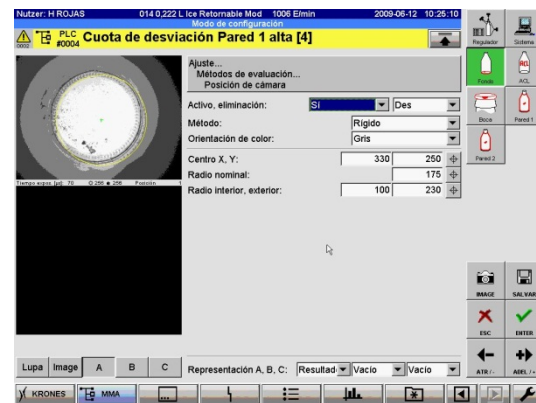 Nutzer: H ROJAS 014 0,222 L Ice Retornable Mod 1006 E/min 2009-06-12 10:25:10
Modo de configuración
0002 PLC #0004 Cuota de desviación Pared 1 alta [4]
Regulador
Sistema
Ajuste...
Métodos de evaluación...
Posición de cámara
Fondo
ACL
Activo, eliminación: Sí Des
Método: Rígido
Orientación de color: Gris
Boca
Pared 1
Centro X, Y: 330 250
Radio nominal: 175
Radio interior, exterior: 100 230
Pared 2
Tiempo expos. [µs]: 70 O 256 256 Posición 1
IMAGE
SALVAR
ESC
ENTER
Lupa Image A B C
Representación A, B, C: Resultad Vacío Vacío
ATR / -
ADEL / +
KRONES MMA ...